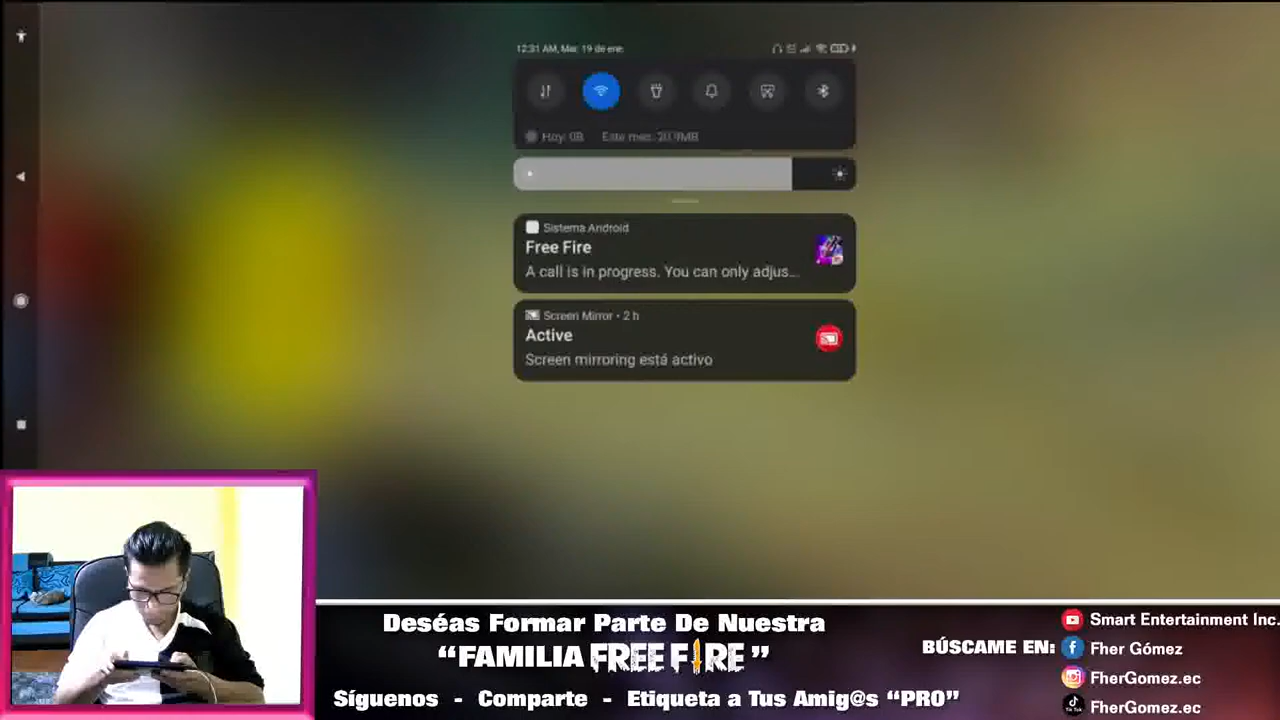 12:31 AM, Mar. 19 de ene.
Hoy: 0B Este mes: 20.9MB
Sistema Android
Free Fire
A call is in progress. You can only adjus...
Screen Mirror • 2 h
Active
Screen mirroring está activo
Deséas Formar Parte De Nuestra
“FAMILIA FREE FIRE”
Síguenos - Comparte - Etiqueta a Tus Amig@s “PRO”
BÚSCAME EN:
Smart Entertainment Inc.
Fher Gómez
FherGomez.ec
FherGomez.ec